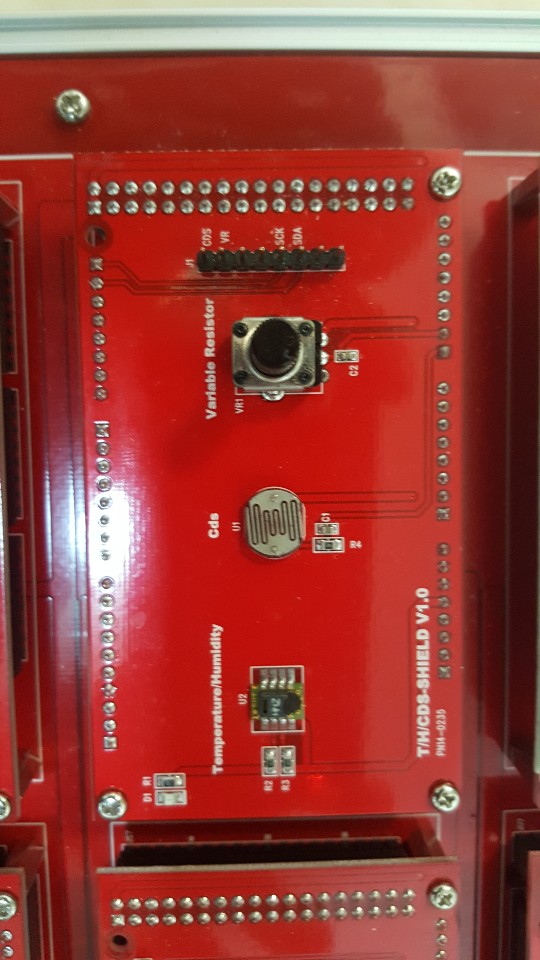 J1
CDS
VR
SCK
SDA
Variable Resistor
VR1
C2
Cds
U1
C1
R4
Temperature/Humidity
U2
R2
R3
R1
D1
T/H/CDS-SHIELD V1.0
PN14-0235